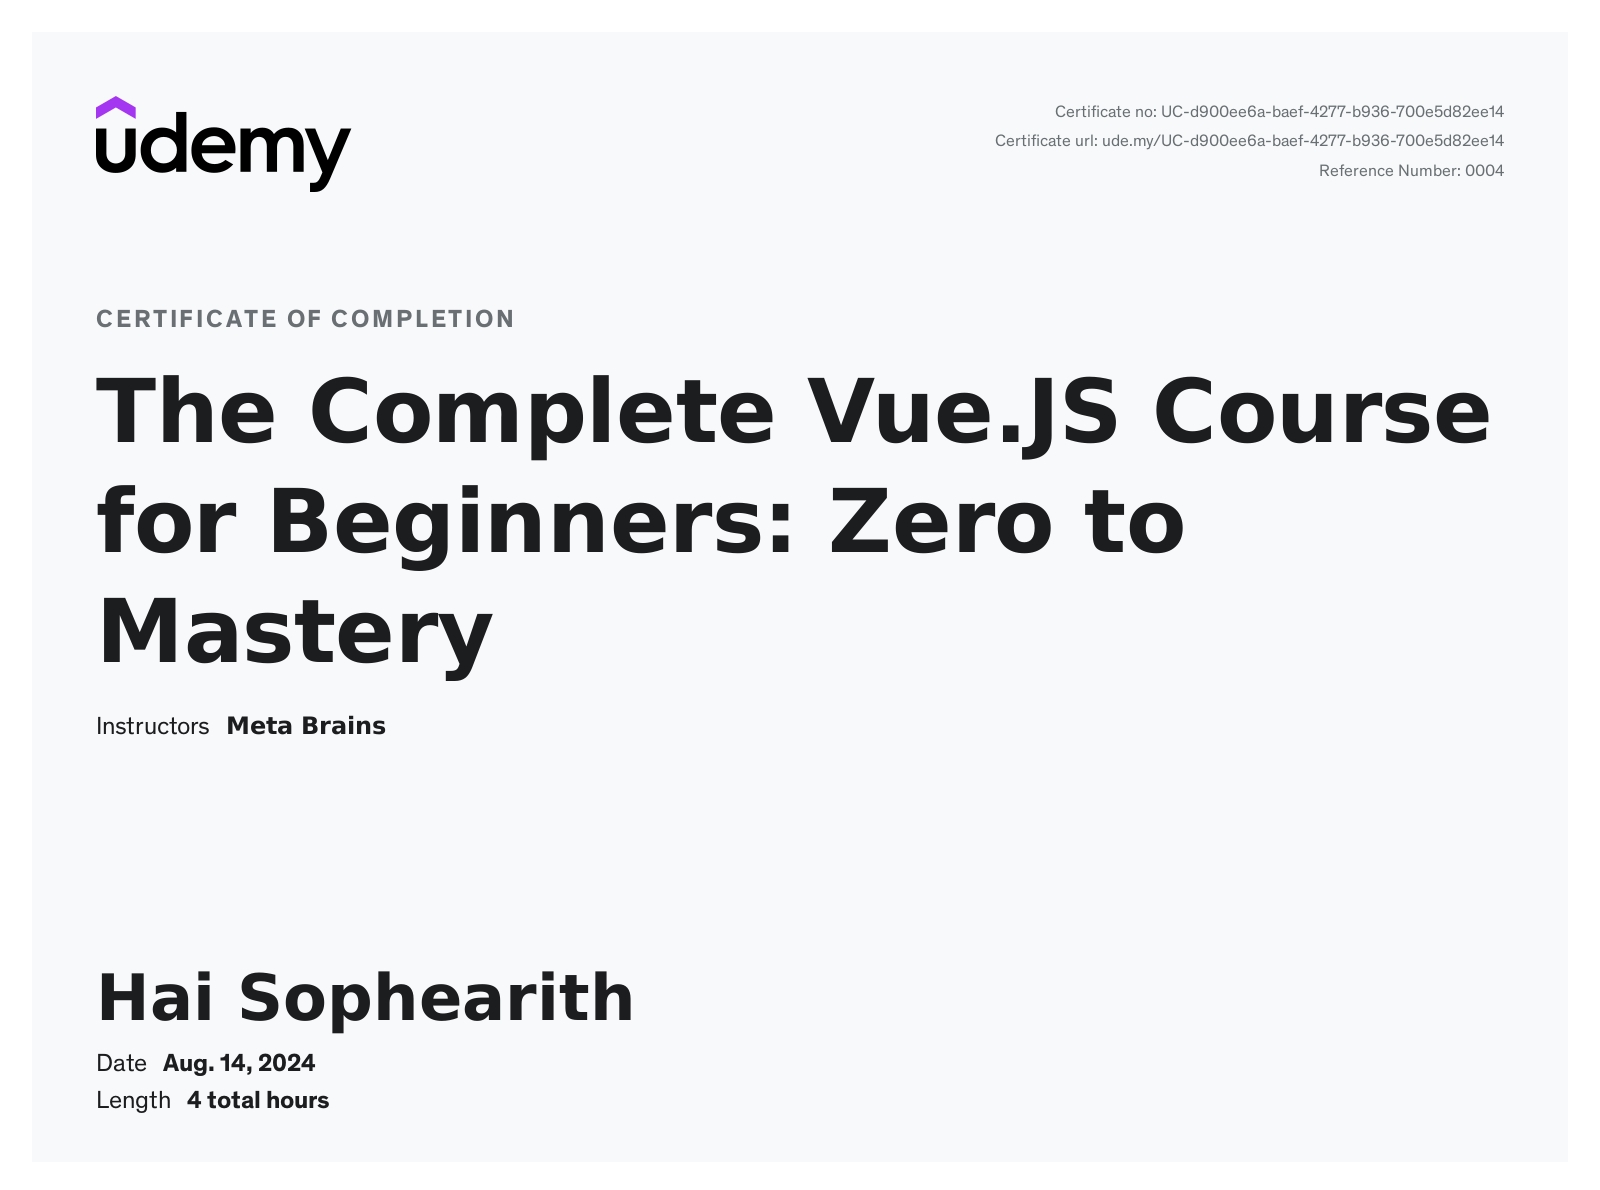 udemy
Certificate no: UC-d900ee6a-baef-4277-b936-700e5d82ee14
Certificate url: ude.my/UC-d900ee6a-baef-4277-b936-700e5d82ee14
Reference Number: 0004
CERTIFICATE OF COMPLETION
The Complete Vue.JS Course
for Beginners: Zero to
Mastery
Instructors Meta Brains
Hai Sophearith
Date Aug. 14, 2024
Length 4 total hours